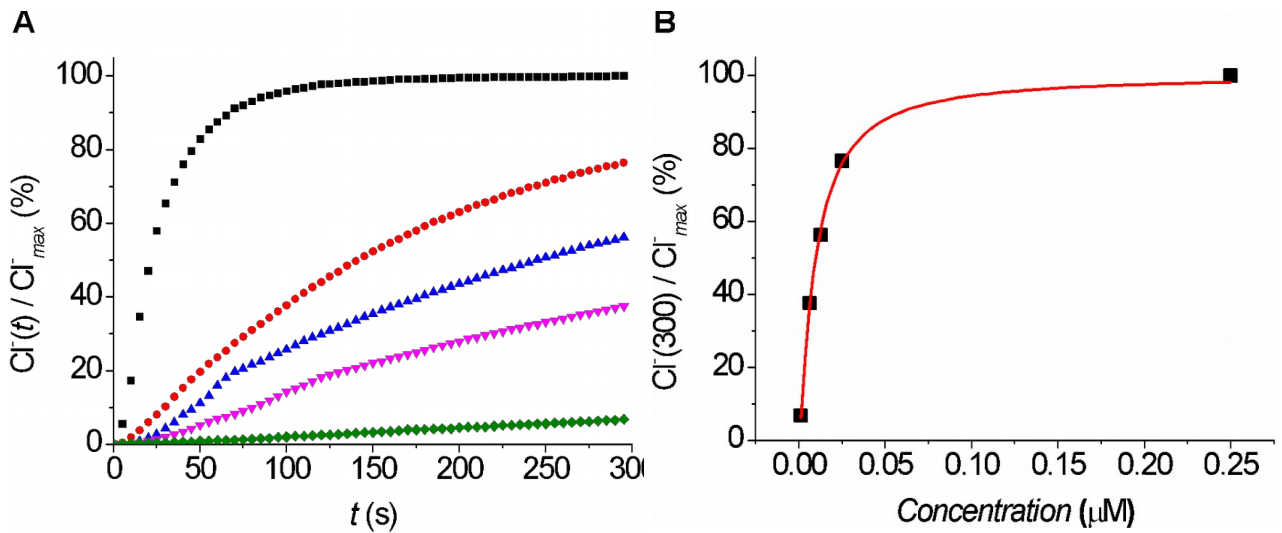 A
Cl⁻(t) / Cl⁻max (%)
100
80
60
40
20
0
0 50 100 150 200 250 300
t (s)
B
Cl⁻(300) / Cl⁻max (%)
100
80
60
40
20
0
0.00 0.05 0.10 0.15 0.20 0.25
Concentration (μM)